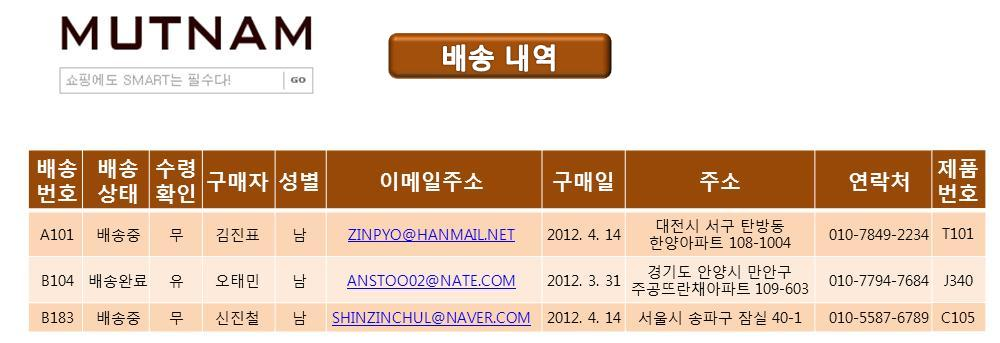 MUTNAM
쇼핑에도 SMART는 필수다! GO
배송 내역
배송 번호 배송 상태 수령 확인 구매자 성별 이메일주소 구매일 주소 연락처 제품 번호
A101 배송중 무 김진표 남 ZINPYO@HANMAIL.NET 2012. 4. 14 대전시 서구 탄방동 한양아파트 108-1004 010-7849-2234 T101
B104 배송완료 유 오태민 남 ANSTOO02@NATE.COM 2012. 3. 31 경기도 안양시 만안구 주공뜨란채아파트 109-603 010-7794-7684 J340
B183 배송중 무 신진철 남 SHINZINCHUL@NAVER.COM 2012. 4. 14 서울시 송파구 잠실 40-1 010-5587-6789 C105